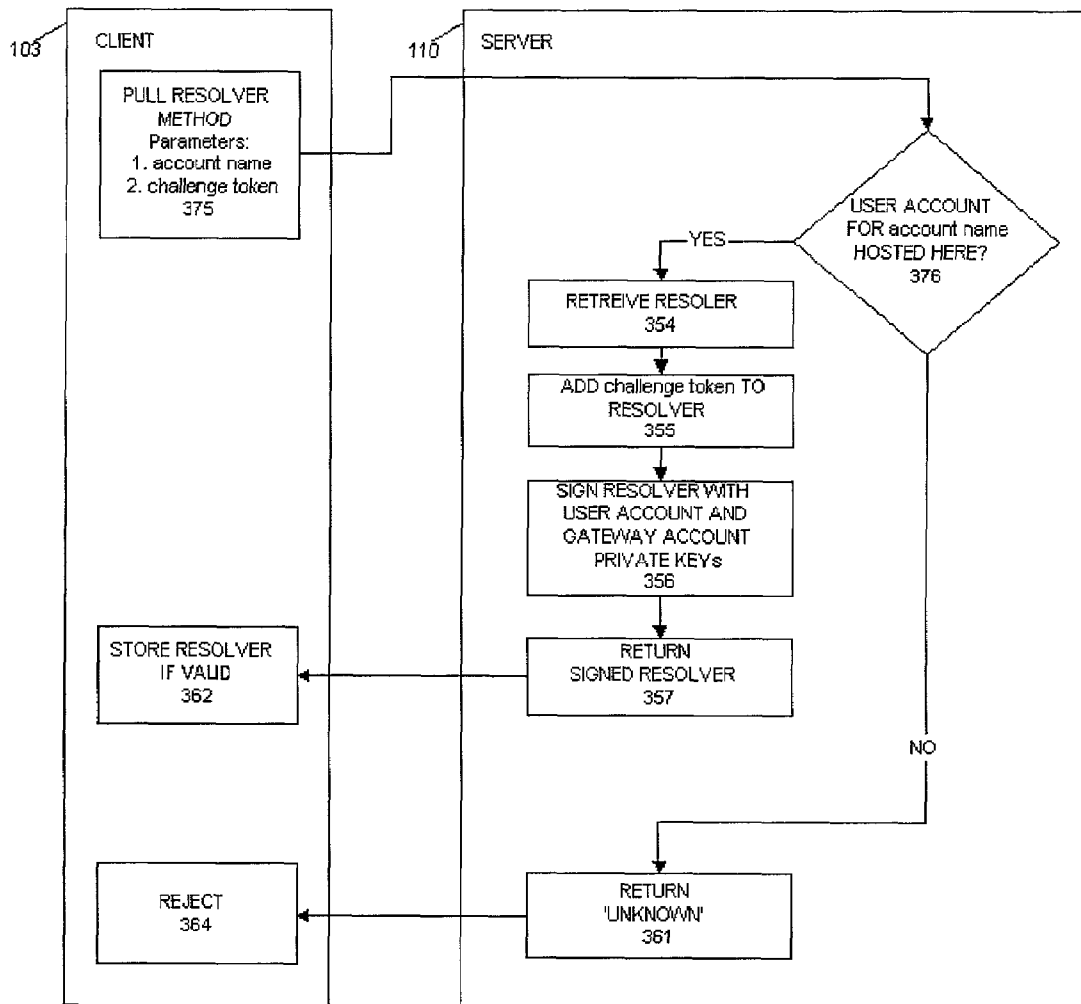 103
CLIENT
110
SERVER
PULL RESOLVER
METHOD
Parameters:
1. account name
2. challenge token
375
USER ACCOUNT
FOR account name
HOSTED HERE?
376
YES
RETREIVE RESOLER
354
ADD challenge token TO
RESOLVER
355
SIGN RESOLVER WITH
USER ACCOUNT AND
GATEWAY ACCOUNT
PRIVATE KEYs
356
STORE RESOLVER
IF VALID
362
RETURN
SIGNED RESOLVER
357
NO
REJECT
364
RETURN
'UNKNOWN'
361